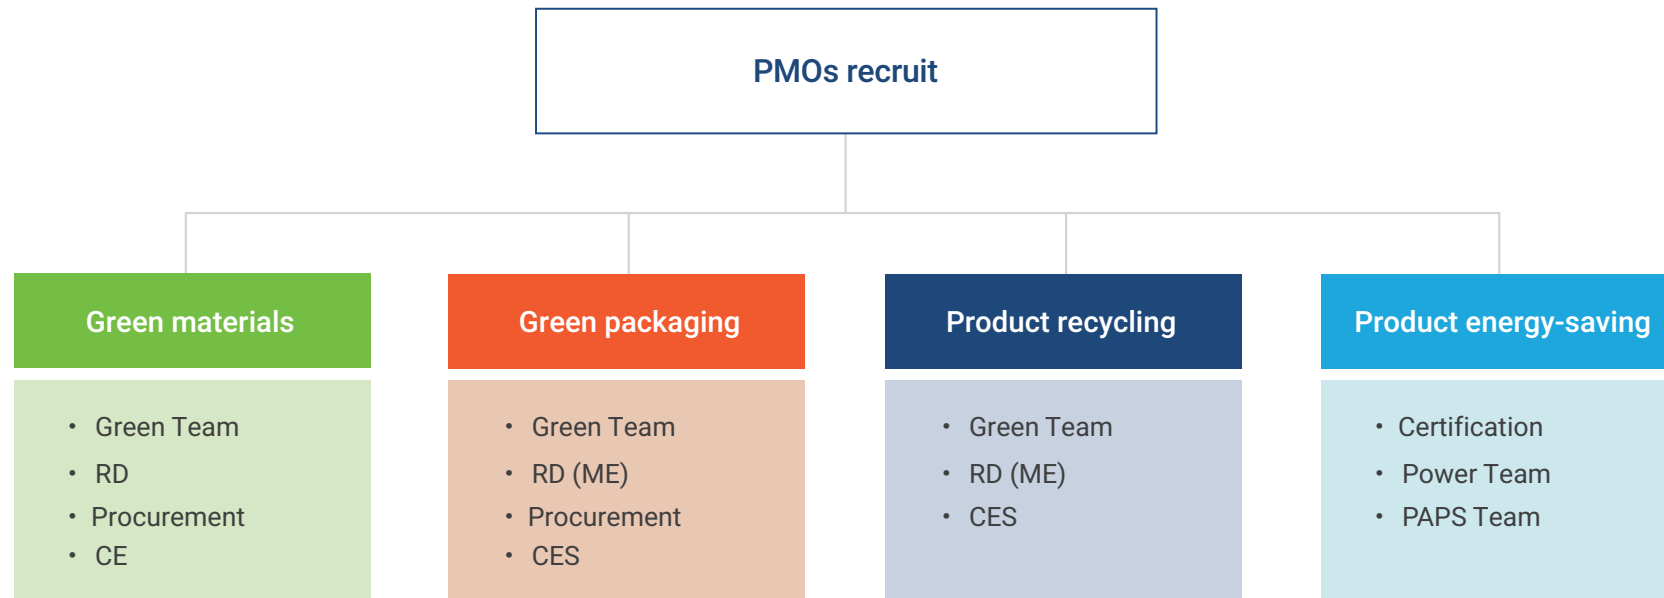 PMOs recruit
Green materials
• Green Team
• RD
• Procurement
• CE
Green packaging
• Green Team
• RD (ME)
• Procurement
• CES
Product recycling
• Green Team
• RD (ME)
• CES
Product energy-saving
• Certification
• Power Team
• PAPS Team